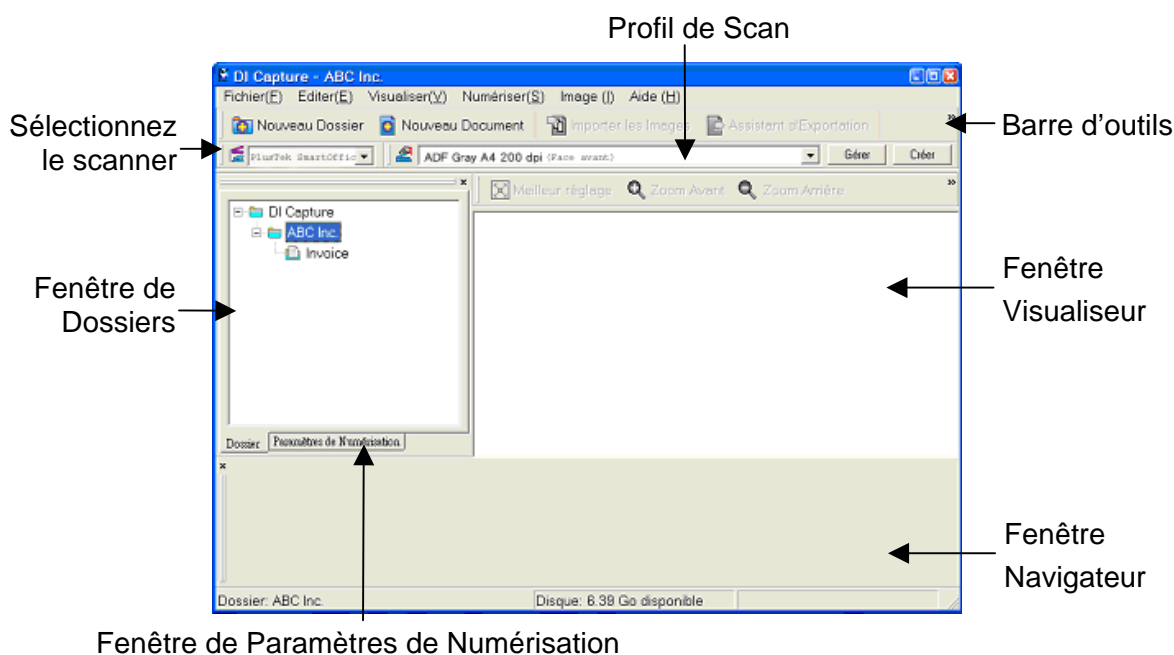 Profil de Scan
DI Capture - ABC Inc.
Fichier(F) Editer(E) Visualiser(V) Numériser(S) Image (I) Aide (H)
Sélectionnez
le scanner
Nouveau Dossier Nouveau Document Importer les Images Assistant d'Exportation »
Barre d'outils
PlusTek SmartOffic ADF Gray A4 200 dpi (Face avant) Gérer Créer
Meilleur réglage Zoom Avant Zoom Arrière »
DI Capture
ABC Inc.
Invoice
Fenêtre de
Dossiers
Fenêtre
Visualiseur
Dossier Paramètres de Numérisation
Fenêtre
Navigateur
Dossier: ABC Inc. Disque: 6.39 Go disponible
Fenêtre de Paramètres de Numérisation